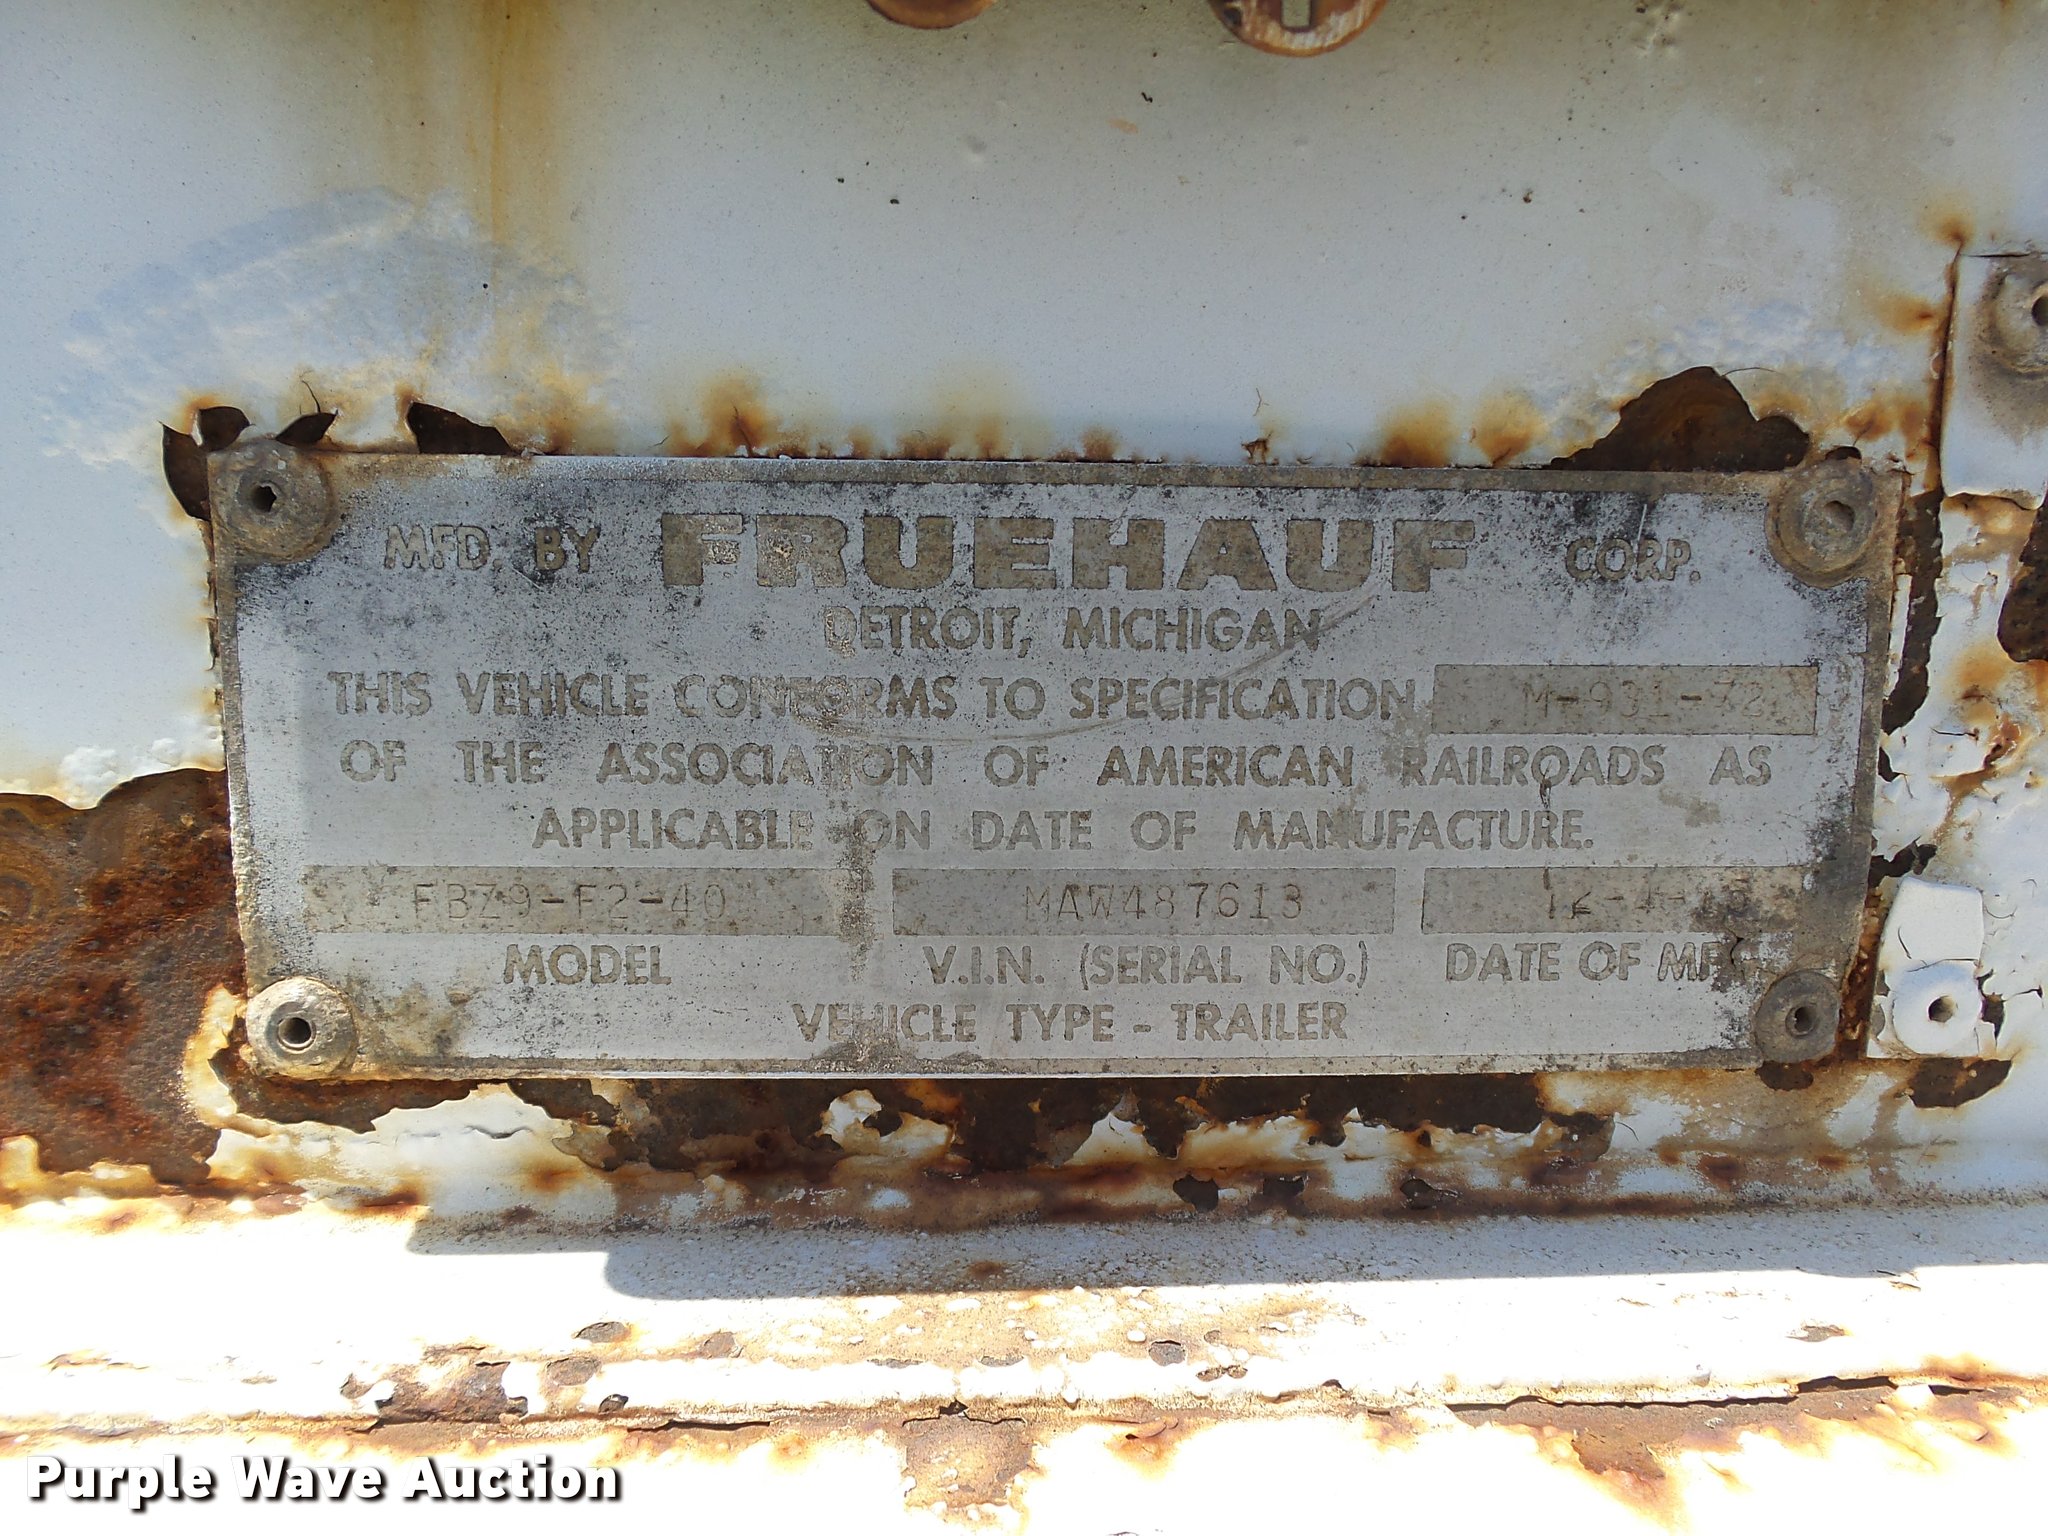 MFD. BY FRUEHAUF CORP.
DETROIT, MICHIGAN
THIS VEHICLE CONFORMS TO SPECIFICATION M-931-72
OF THE ASSOCIATION OF AMERICAN RAILROADS AS
APPLICABLE ON DATE OF MANUFACTURE.
FBZ9-F2-40 MAW487613
MODEL V.I.N. (SERIAL NO.) DATE OF MFG.
VEHICLE TYPE - TRAILER
Purple Wave Auction